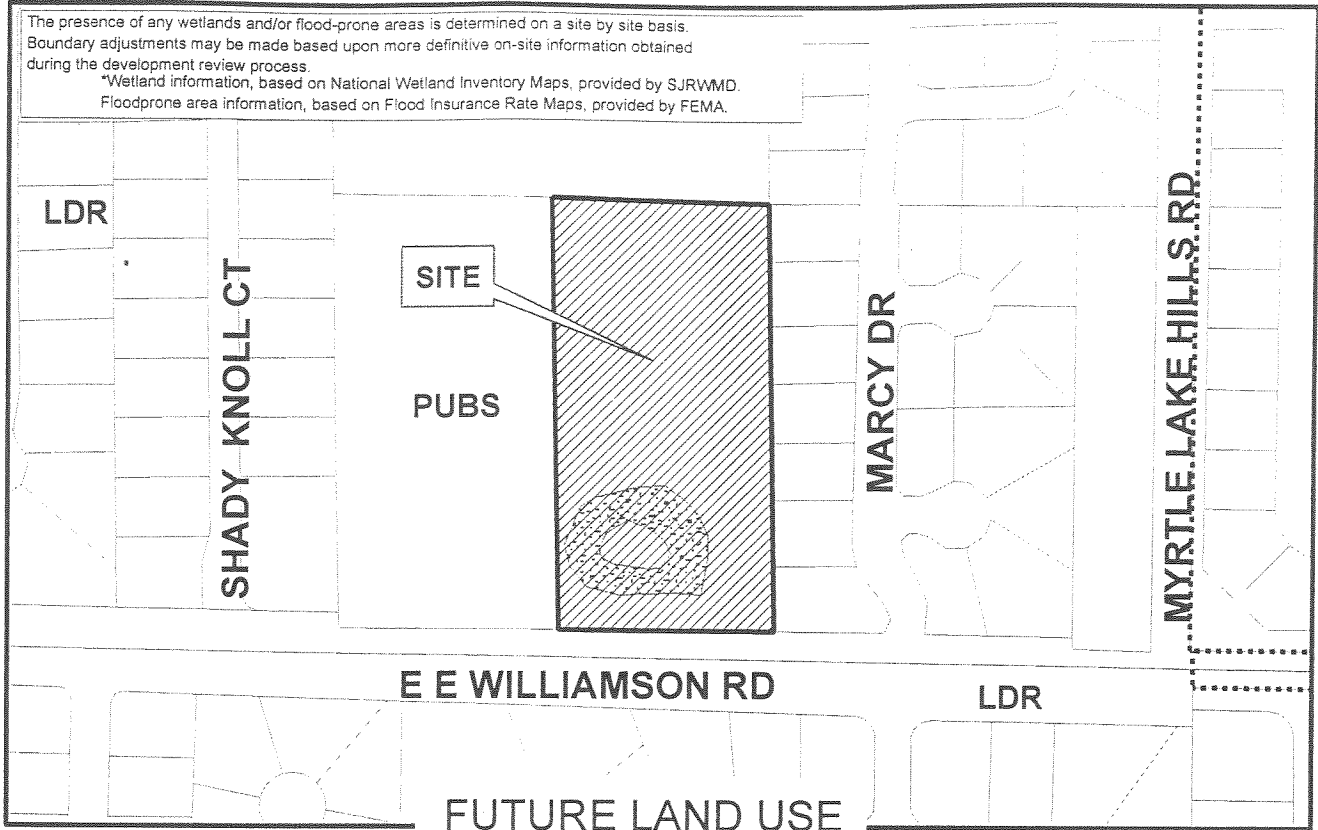 The presence of any wetlands and/or flood-prone areas is determined on a site by site basis.
Boundary adjustments may be made based upon more definitive on-site information obtained
during the development review process.
*Wetland information, based on National Wetland Inventory Maps, provided by SJRWMD.
Floodprone area information, based on Flood Insurance Rate Maps, provided by FEMA.
LDR
SITE
PUBS
SHADY KNOLL CT
MARCY DR
MYRTLE LAKE HILLS RD
E E WILLIAMSON RD
LDR
FUTURE LAND USE